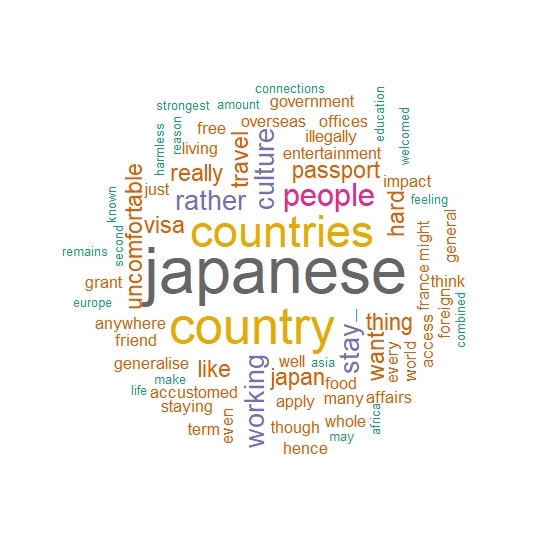 connections
strongest amount government
education
reason free overseas offices
welcomed
harmless living travel culture illegally
entertainment
just really passport impact
uncomfortable rather people hard feeling
known visa countries general
second
remains japanese might
grant think
europe country france foreign combined
anywhere stay _ thing access
friend want every world
generalise like working well asia
make japan food many affairs
life accustomed
staying apply whole africa
term even though may
hence